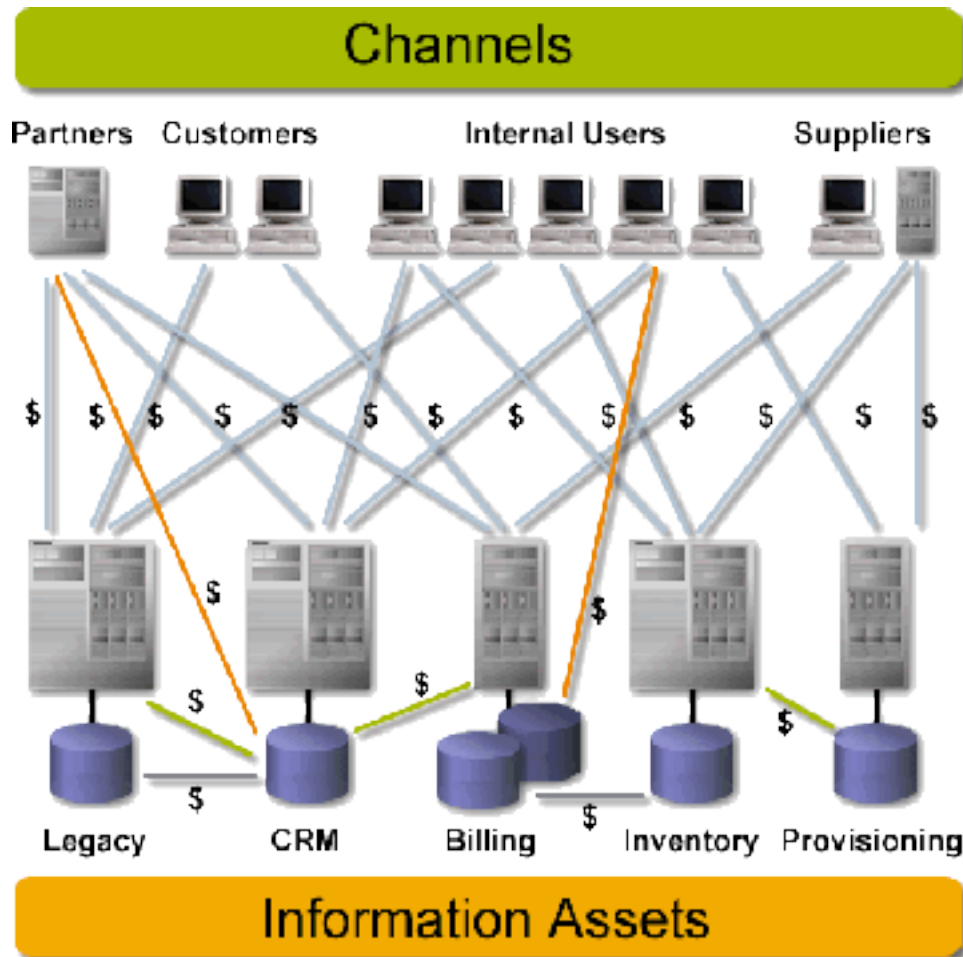 Channels
Partners Customers Internal Users Suppliers
$ $ $ $ $ $ $ $ $ $ $ $ $
$ $
$ $ $
$ $
Legacy CRM Billing Inventory Provisioning
Information Assets